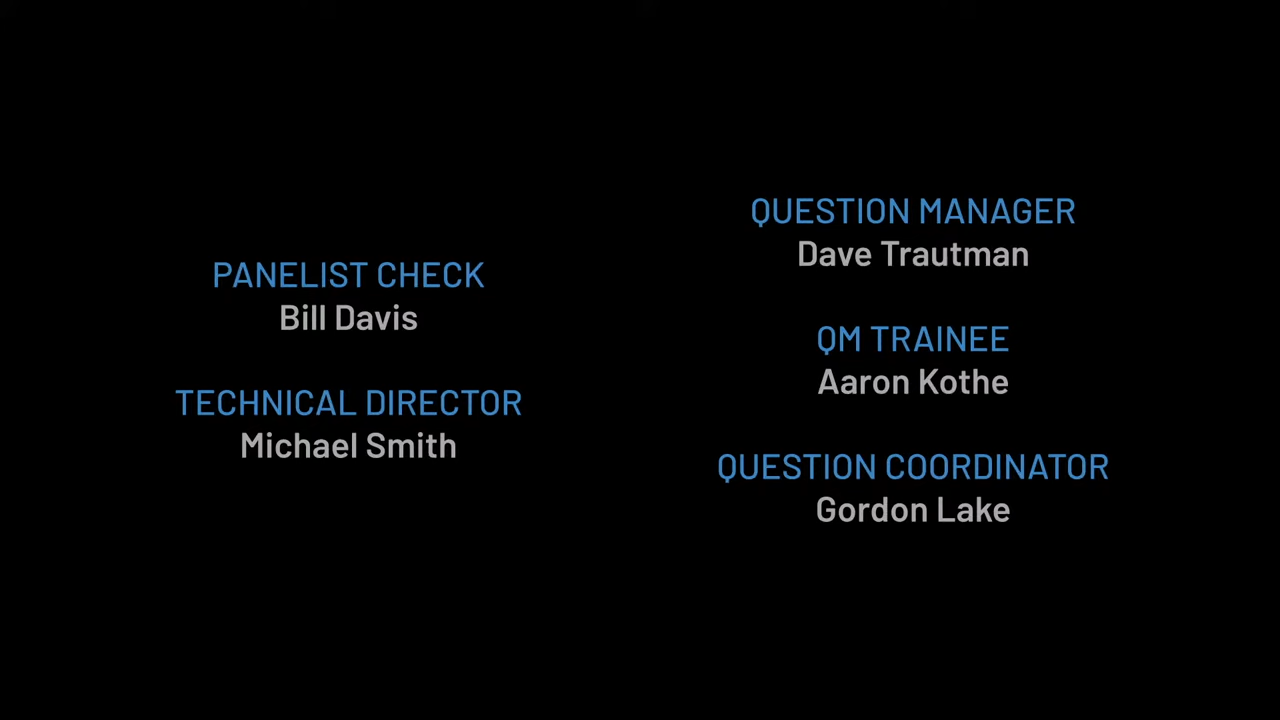 PANELIST CHECK
Bill Davis
TECHNICAL DIRECTOR
Michael Smith
QUESTION MANAGER
Dave Trautman
QM TRAINEE
Aaron Kothe
QUESTION COORDINATOR
Gordon Lake